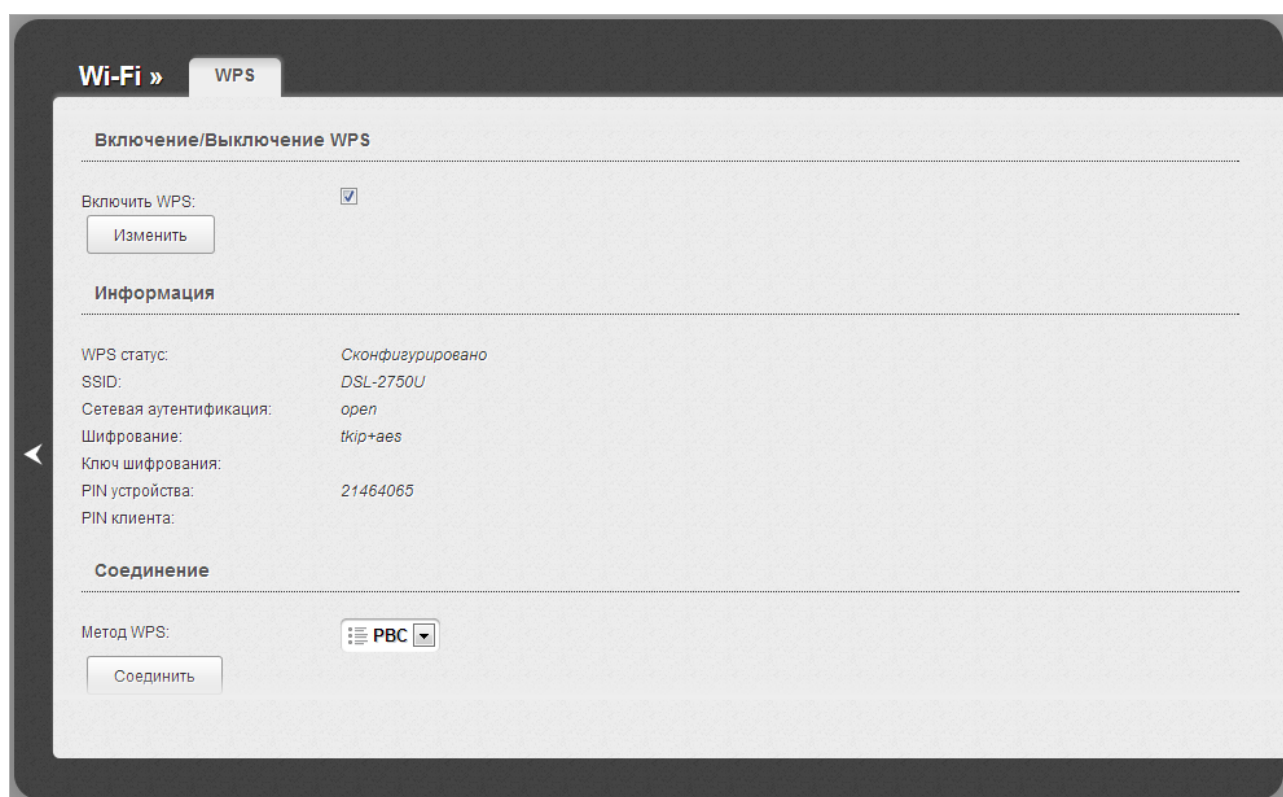 Wi-Fi » WPS
Включение/Выключение WPS
Включить WPS:
Изменить
Информация
WPS статус: Сконфигурировано
SSID: DSL-2750U
Сетевая аутентификация: open
Шифрование: tkip+aes
Ключ шифрования:
PIN устройства: 21464065
PIN клиента:
Соединение
Метод WPS: PBC
Соединить